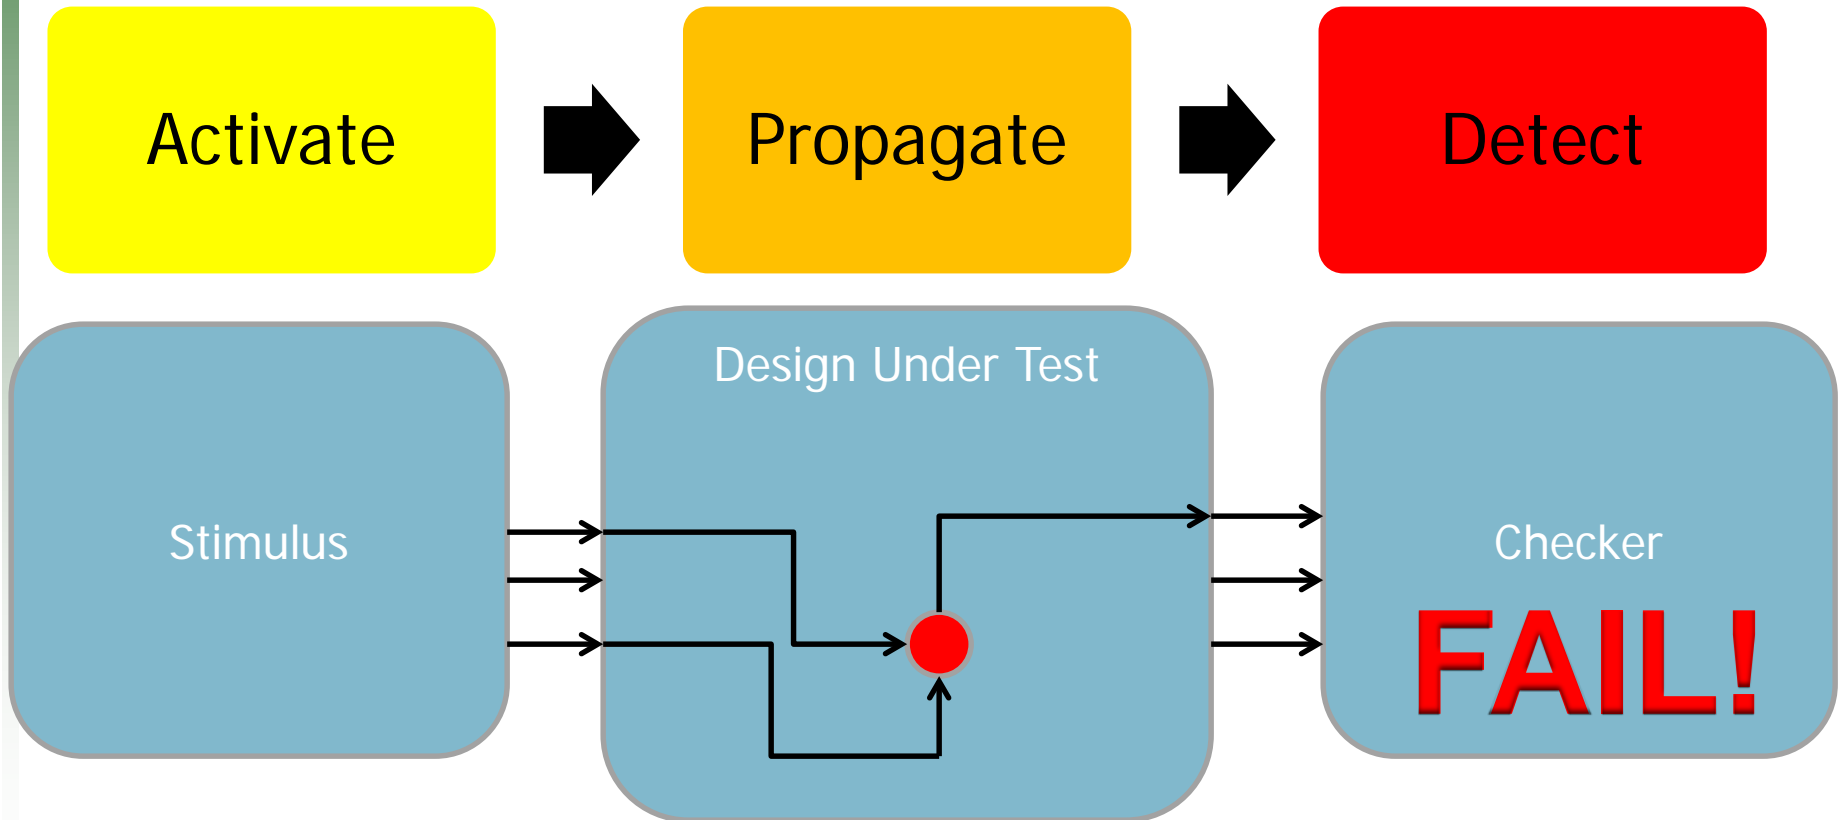 Activate
Propagate
Detect
Design Under Test
Stimulus
Checker
FAIL!